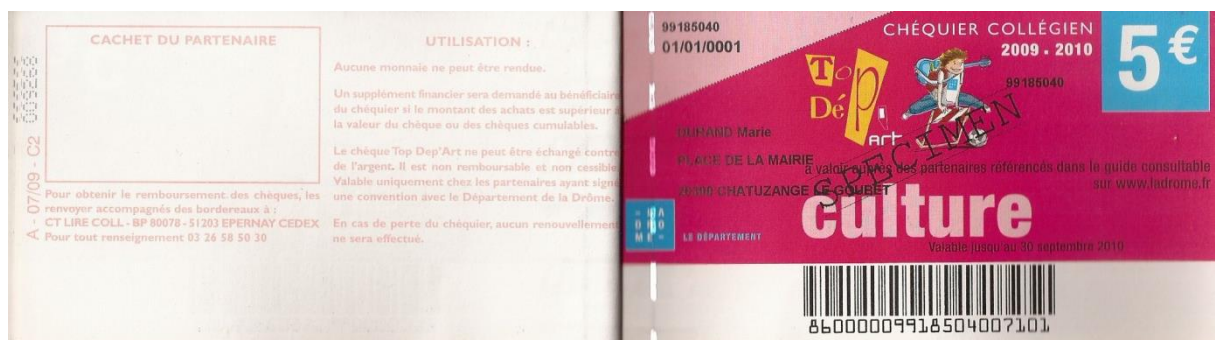 CACHET DU PARTENAIRE
A - 07/09 - C2 009268
Pour obtenir le remboursement des chèques, les
renvoyer accompagnés des bordereaux à :
CT LIRE COLL - BP 80078 - 51203 EPERNAY CEDEX
Pour tout renseignement 03 26 58 50 30
UTILISATION :
Aucune monnaie ne peut être rendue.
Un supplément financier sera demandé au bénéficiaire
du chéquier si le montant des achats est supérieur à
la valeur du chèque ou des chèques cumulables.
Le chèque Top Dep'Art ne peut être échangé contre
de l'argent. Il est non remboursable et non cessible.
Valable uniquement chez les partenaires ayant signé
une convention avec le Département de la Drôme.
En cas de perte du chéquier, aucun renouvellement
ne sera effectué.
99185040
01/01/0001
CHÉQUIER COLLÉGIEN
2009 - 2010
5€
Top
Dép
Art
99185040
SPECIMEN
DURAND Marie
PLACE DE LA MAIRIE
à valoir auprès des partenaires référencés dans le guide consultable
sur www.ladrome.fr
26300 CHATUZANGE LE GOUBET
culture
LA
DRO
ME
LE DÉPARTEMENT
Valable jusqu'au 30 septembre 2010
86000009918504007101